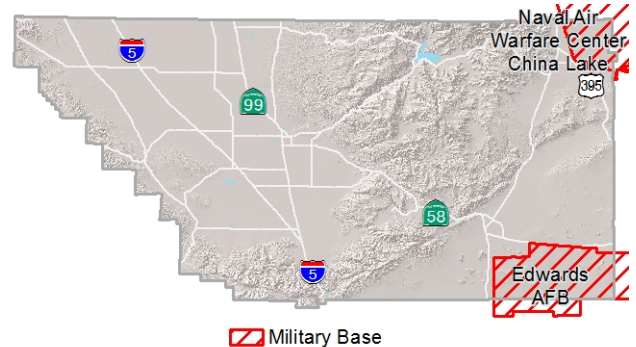 Naval Air
Warfare Center
China Lake
5
395
99
58
5
Edwards
AFB
Military Base